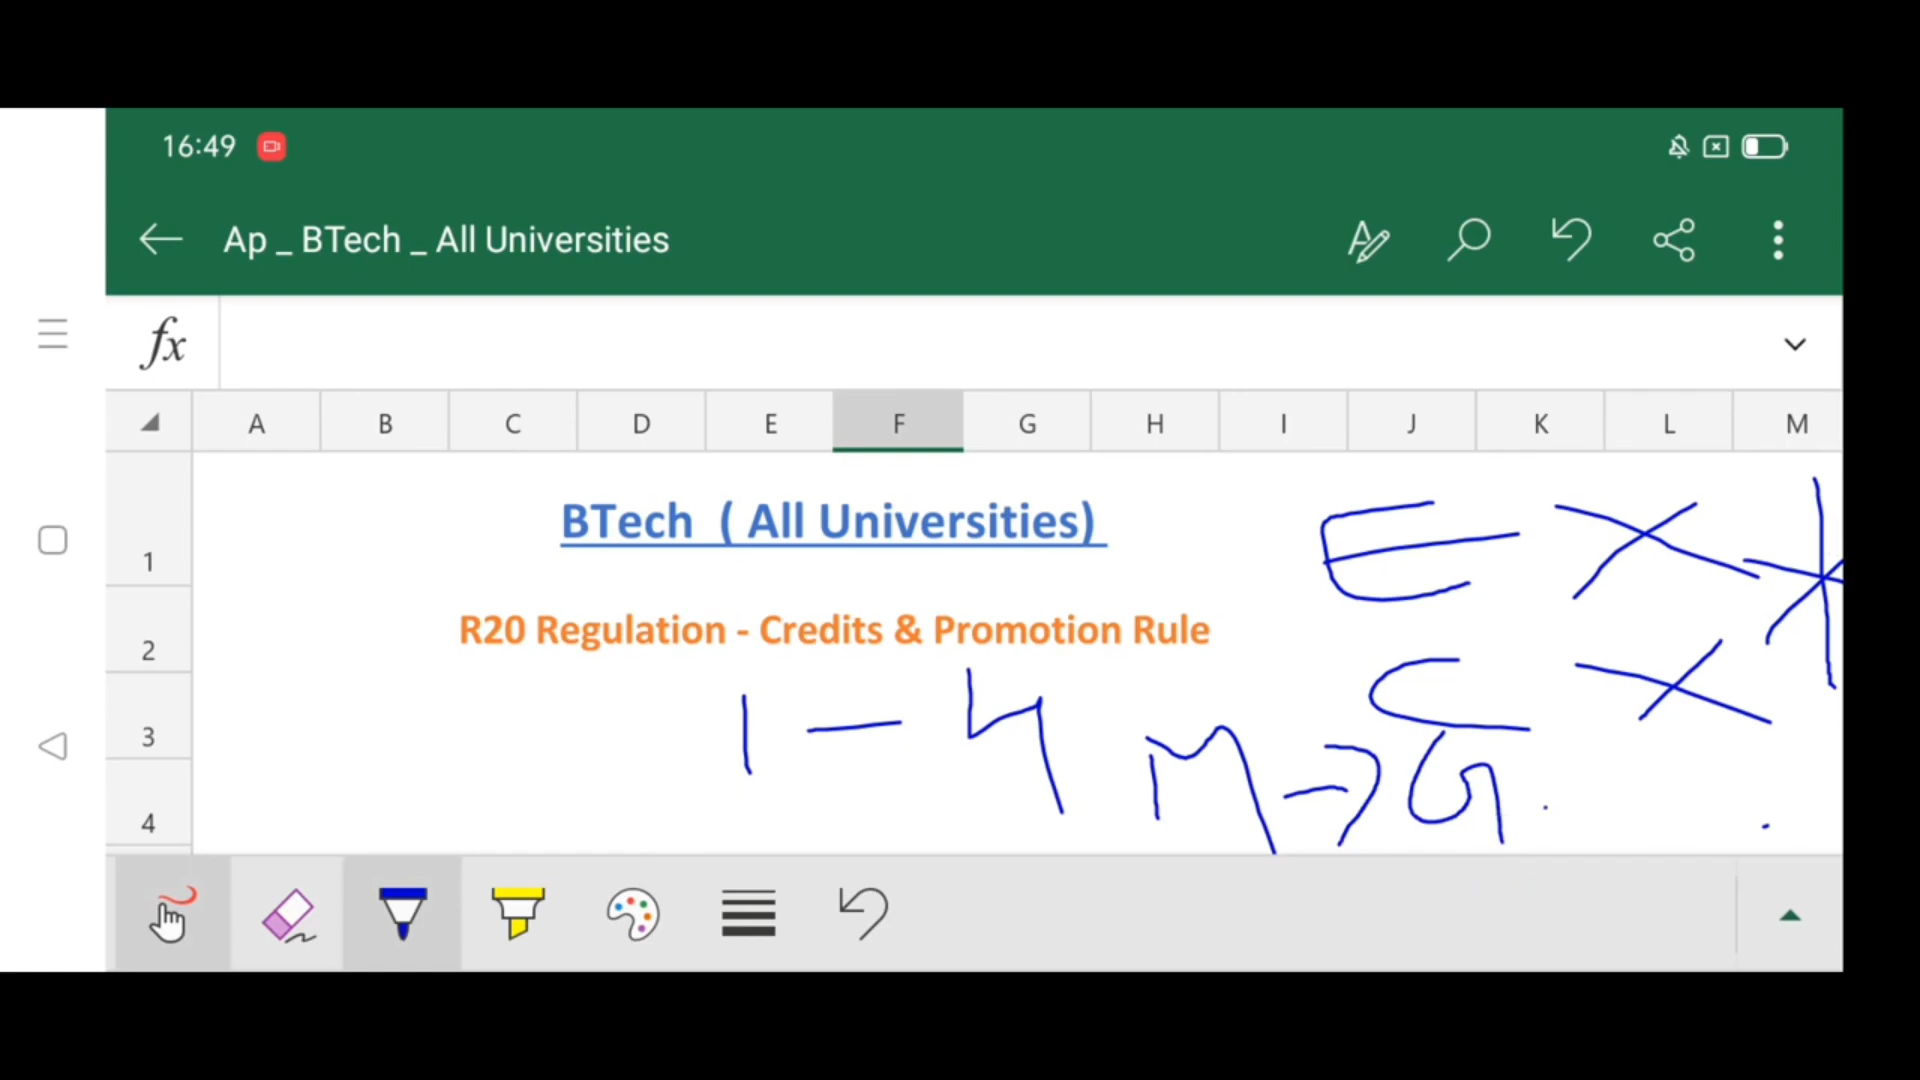 16:49
Ap _ BTech _ All Universities
fx
A B C D E F G H I J K L M
1 BTech ( All Universities) E X
2 R20 Regulation - Credits & Promotion Rule
C X
3 1 - 4 M → G
4